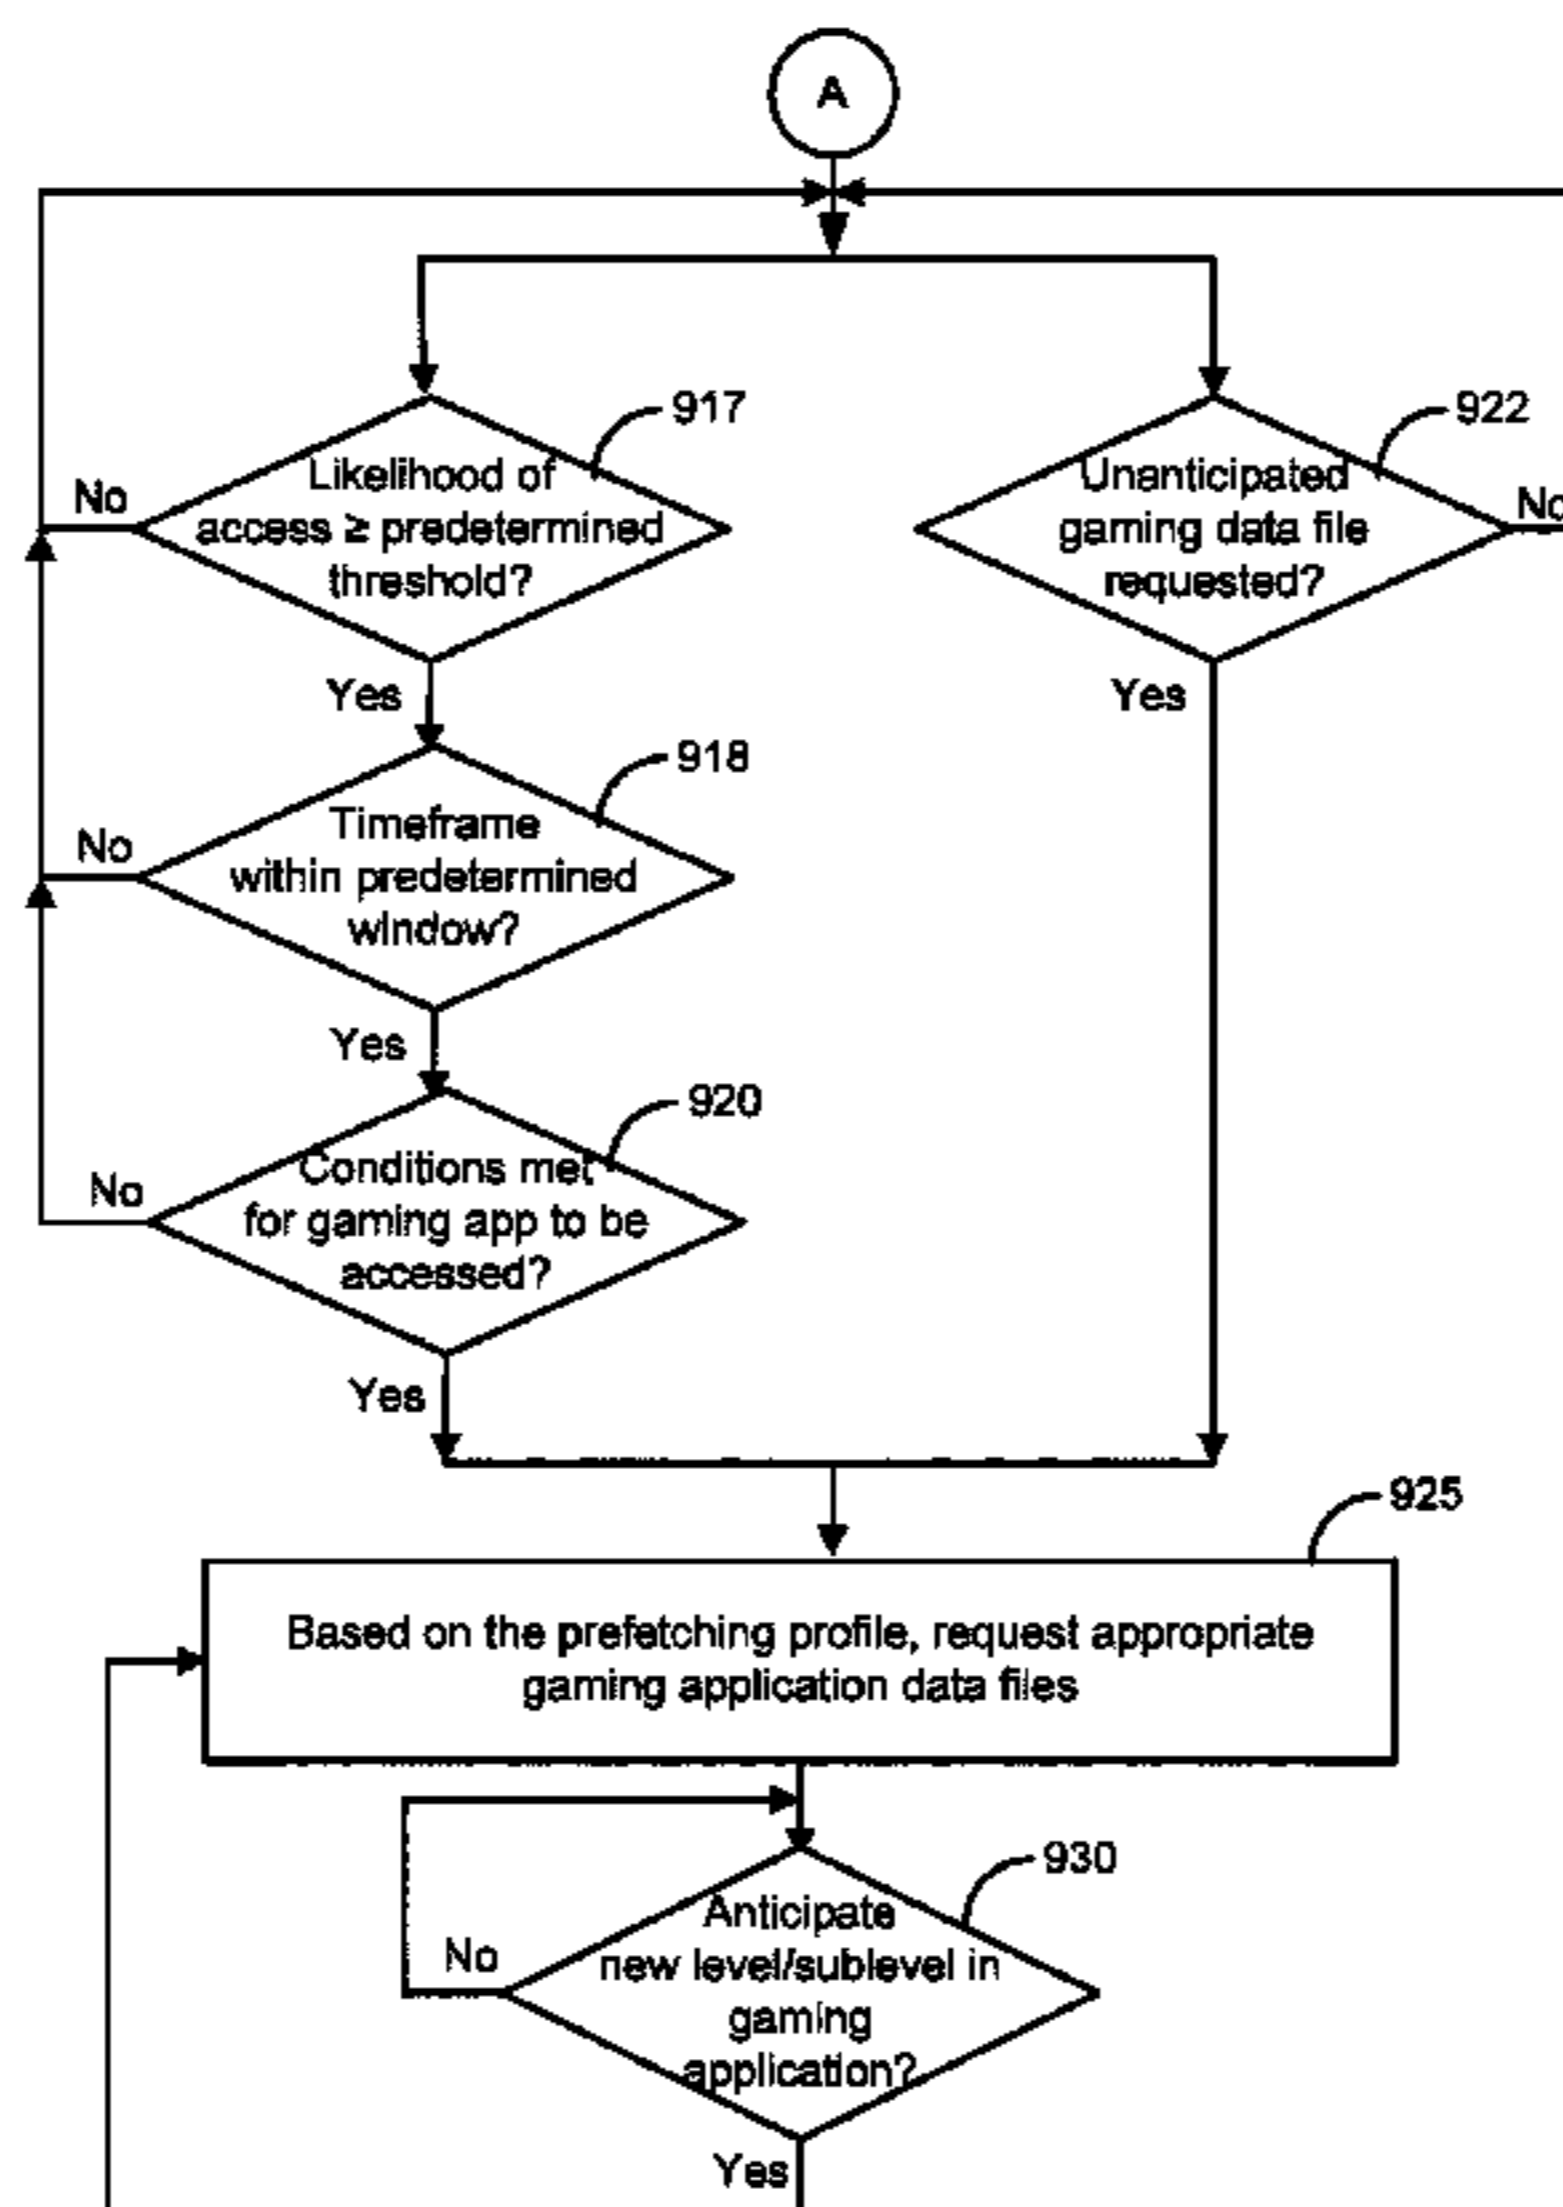 A
917
Likelihood of
access ≥ predetermined
threshold?
No
Yes
922
Unanticipated
gaming data file
requested?
No
Yes
918
Timeframe
within predetermined
window?
No
Yes
920
Conditions met
for gaming app to be
accessed?
No
Yes
925
Based on the prefetching profile, request appropriate
gaming application data files
930
Anticipate
new level/sublevel in
gaming
application?
No
Yes